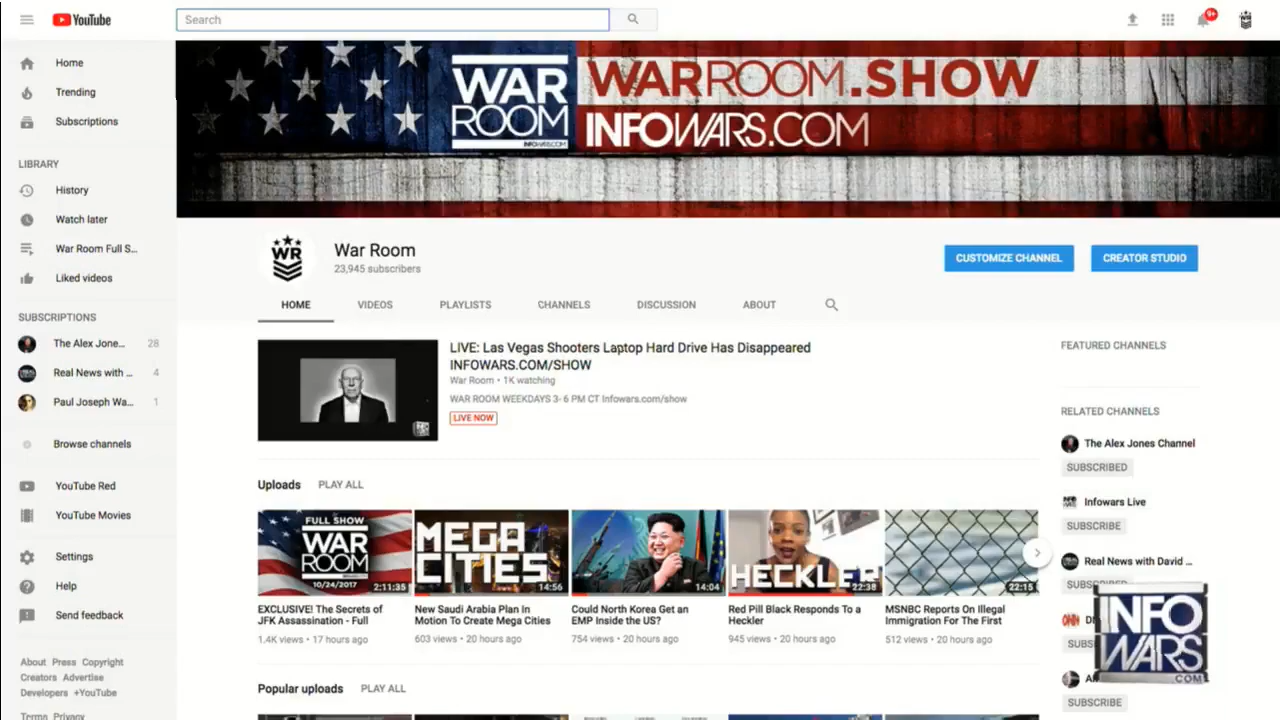 YouTube
Search
9+
Home
Trending
Subscriptions
LIBRARY
History
Watch later
War Room Full S...
Liked videos
SUBSCRIPTIONS
The Alex Jone... 28
Real News with ... 4
Paul Joseph Wa... 1
Browse channels
YouTube Red
YouTube Movies
Settings
Help
Send feedback
About Press Copyright
Creators Advertise
Developers +YouTube
Terms Privacy
WAR
ROOM
INFOWARS.COM
WARROOM.SHOW
INFOWARS.COM
WR
War Room
23,945 subscribers
CUSTOMIZE CHANNEL
CREATOR STUDIO
HOME VIDEOS PLAYLISTS CHANNELS DISCUSSION ABOUT
LIVE: Las Vegas Shooters Laptop Hard Drive Has Disappeared
INFOWARS.COM/SHOW
War Room • 1K watching
WAR ROOM WEEKDAYS 3- 6 PM CT Infowars.com/show
LIVE NOW
Uploads PLAY ALL
FULL SHOW
WAR
ROOM
10/24/2017
2:11:35
EXCLUSIVE! The Secrets of
JFK Assassination - Full
1.4K views • 17 hours ago
MEGA
CITIES
14:56
New Saudi Arabia Plan In
Motion To Create Mega Cities
603 views • 20 hours ago
14:04
Could North Korea Get an
EMP Inside the US?
754 views • 20 hours ago
HECKLER
22:38
Red Pill Black Responds To a
Heckler
945 views • 20 hours ago
22:15
MSNBC Reports On Illegal
Immigration For The First
512 views • 20 hours ago
Popular uploads PLAY ALL
FEATURED CHANNELS
RELATED CHANNELS
The Alex Jones Channel
SUBSCRIBED
Infowars Live
SUBSCRIBE
Real News with David ...
SUBSCRIBE
INFO
WARS
.COM